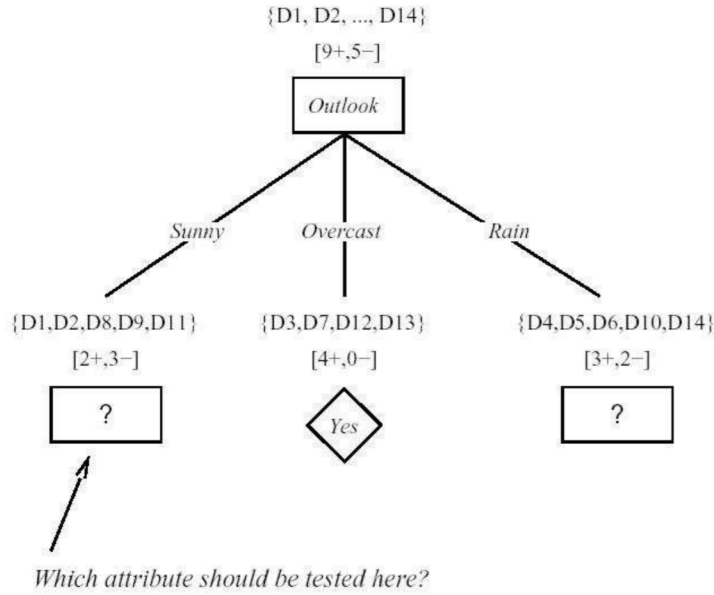 {D1, D2, ..., D14}
[9+,5−]
Outlook
Sunny
Overcast
Rain
{D1,D2,D8,D9,D11}
{D3,D7,D12,D13}
{D4,D5,D6,D10,D14}
[2+,3−]
[4+,0−]
[3+,2−]
?
Yes
?
Which attribute should be tested here?